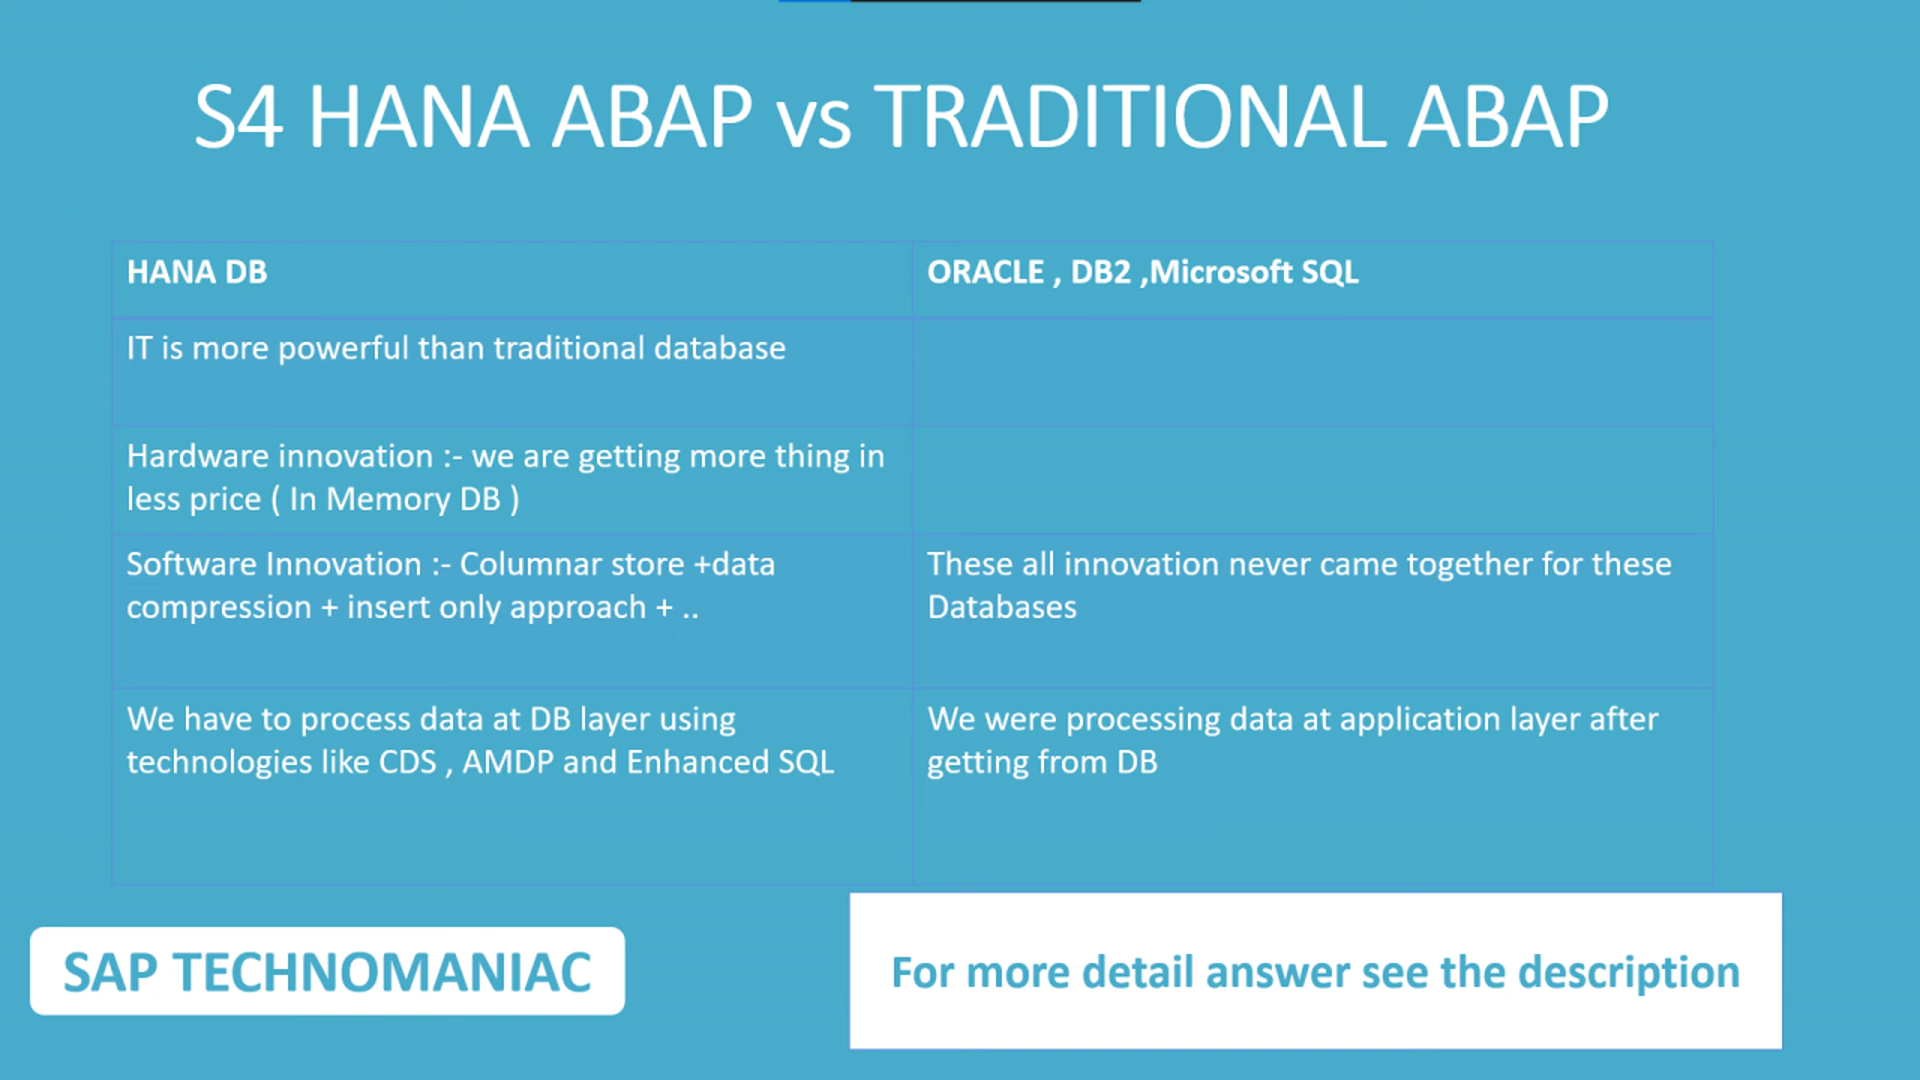 S4 HANA ABAP vs TRADITIONAL ABAP
HANA DB
ORACLE , DB2 ,Microsoft SQL
IT is more powerful than traditional database
Hardware innovation :- we are getting more thing in
less price ( In Memory DB )
Software Innovation :- Columnar store +data
compression + insert only approach + ..
These all innovation never came together for these
Databases
We have to process data at DB layer using
technologies like CDS , AMDP and Enhanced SQL
We were processing data at application layer after
getting from DB
SAP TECHNOMANIAC
For more detail answer see the description